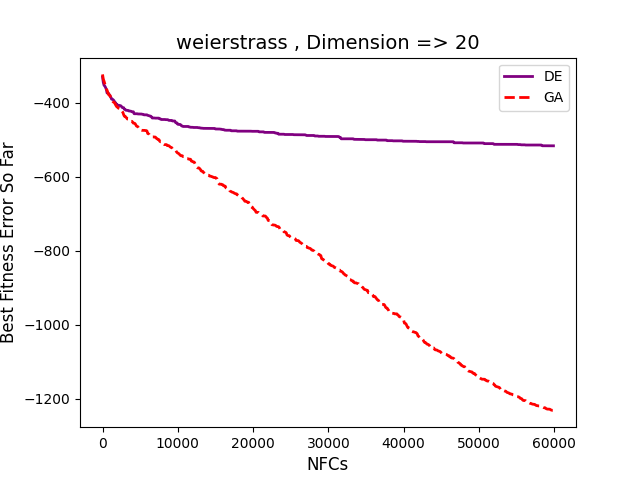 weierstrass , Dimension => 20
DE
GA
Best Fitness Error So Far
−400
−600
−800
−1000
−1200
0 10000 20000 30000 40000 50000 60000
NFCs